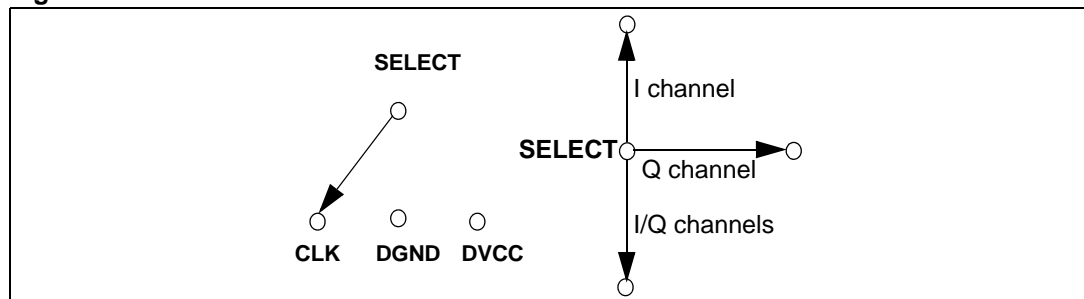 SELECT
CLK DGND DVCC
I channel
SELECT
Q channel
I/Q channels